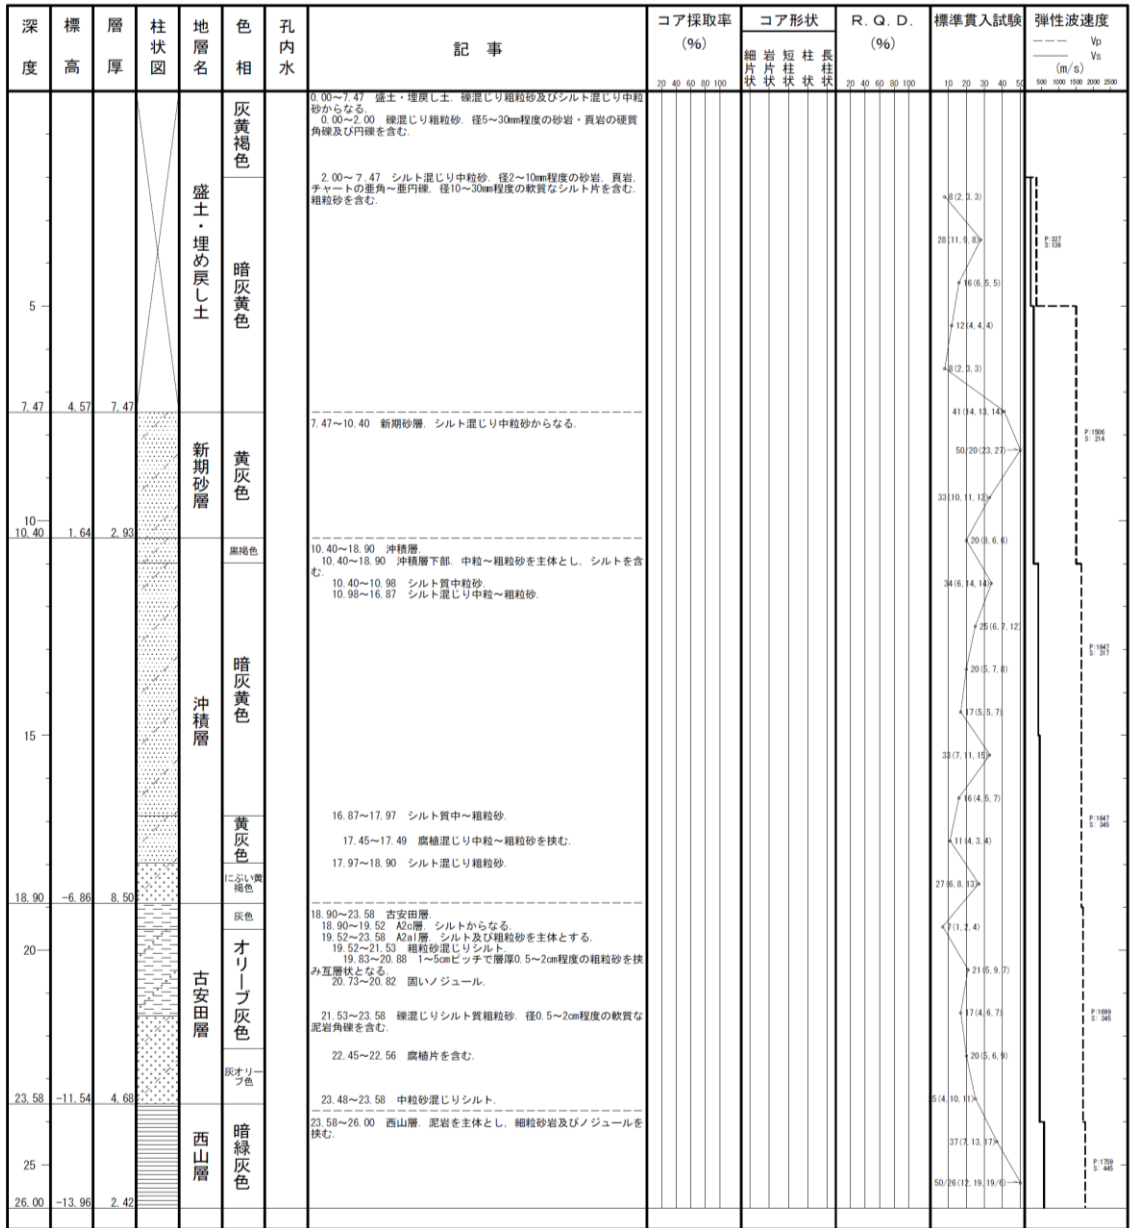 深度 標高 層厚 柱状図 地層名 色相 孔内水 記事 コア採取率(%) コア形状 R.Q.D.(%) 標準貫入試験 弾性波速度
細片状 岩片状 短柱状 柱状 長柱状
Vp
Vs
(m/s)
20 40 60 80 100
20 40 60 80 100
10 20 30 40 50
500 1000 1500 2000 2500
盛土・埋め戻し土
灰黄褐色
0.00~7.47 盛土・埋戻し土. 礫混じり粗粒砂及びシルト混じり中粒
砂からなる.
0.00~2.00 礫混じり粗粒砂. 径5~30mm程度の砂岩・頁岩の硬質
角礫及び円礫を含む.
暗灰黄色
2.00~7.47 シルト混じり中粒砂. 径2~10mm程度の砂岩, 頁岩,
チャートの亜角~亜円礫, 径10~30mm程度の軟質なシルト片を含む.
粗粒砂を含む.
8(2, 3, 3)
28(11, 9, 8)
P:337
S:136
16(6, 5, 5)
5
12(4, 4, 4)
8(2, 3, 3)
7.47 4.57 7.47
41(14, 13, 14)
新期砂層
黄灰色
7.47~10.40 新期砂層. シルト混じり中粒砂からなる.
P:1506
S: 214
50/20(23, 27)
33(10, 11, 12)
10
10.40 1.64 2.93
20(8, 6, 6)
沖積層
黒褐色
10.40~18.90 沖積層.
10.40~18.90 沖積層下部. 中粒~粗粒砂を主体とし, シルトを含
む.
10.40~10.98 シルト質中粒砂.
10.98~16.87 シルト混じり中粒~粗粒砂.
34(6, 14, 14)
25(6, 7, 12)
暗灰黄色
P:1647
S: 217
20(5, 7, 8)
17(5, 5, 7)
15
33(7, 11, 15)
16(4, 5, 7)
16.87~17.97 シルト質中~粗粒砂.
黄灰色
P:1647
S: 345
17.45~17.49 腐植混じり中粒~粗粒砂を挟む.
11(4, 3, 4)
17.97~18.90 シルト混じり粗粒砂.
にぶい黄褐色
27(6, 8, 13)
18.90 -6.86 8.50
古安田層
灰色
18.90~23.58 古安田層.
18.90~19.52 A2c層. シルトからなる.
19.52~23.58 A2al層. シルト及び粗粒砂を主体とする.
19.52~21.53 粗粒砂混じりシルト.
19.83~20.88 1~5cmピッチで層厚0.5~2cm程度の粗粒砂を挟
み互層状となる.
20.73~20.82 固いノジュール.
7(1, 2, 4)
20
オリーブ灰色
21(5, 9, 7)
21.53~23.58 礫混じりシルト質粗粒砂. 径0.5~2cm程度の軟質な
泥岩角礫を含む.
17(4, 6, 7)
P:1699
S: 345
22.45~22.56 腐植片を含む.
20(5, 6, 9)
灰オリーブ色
23.48~23.58 中粒砂混じりシルト.
25(4, 10, 11)
23.58 -11.54 4.68
西山層
暗緑灰色
23.58~26.00 西山層. 泥岩を主体とし, 細粒砂岩及びノジュールを
挟む.
37(7, 13, 17)
25
P:1759
S: 446
50/26(12, 19, 19/6)
26.00 -13.96 2.42